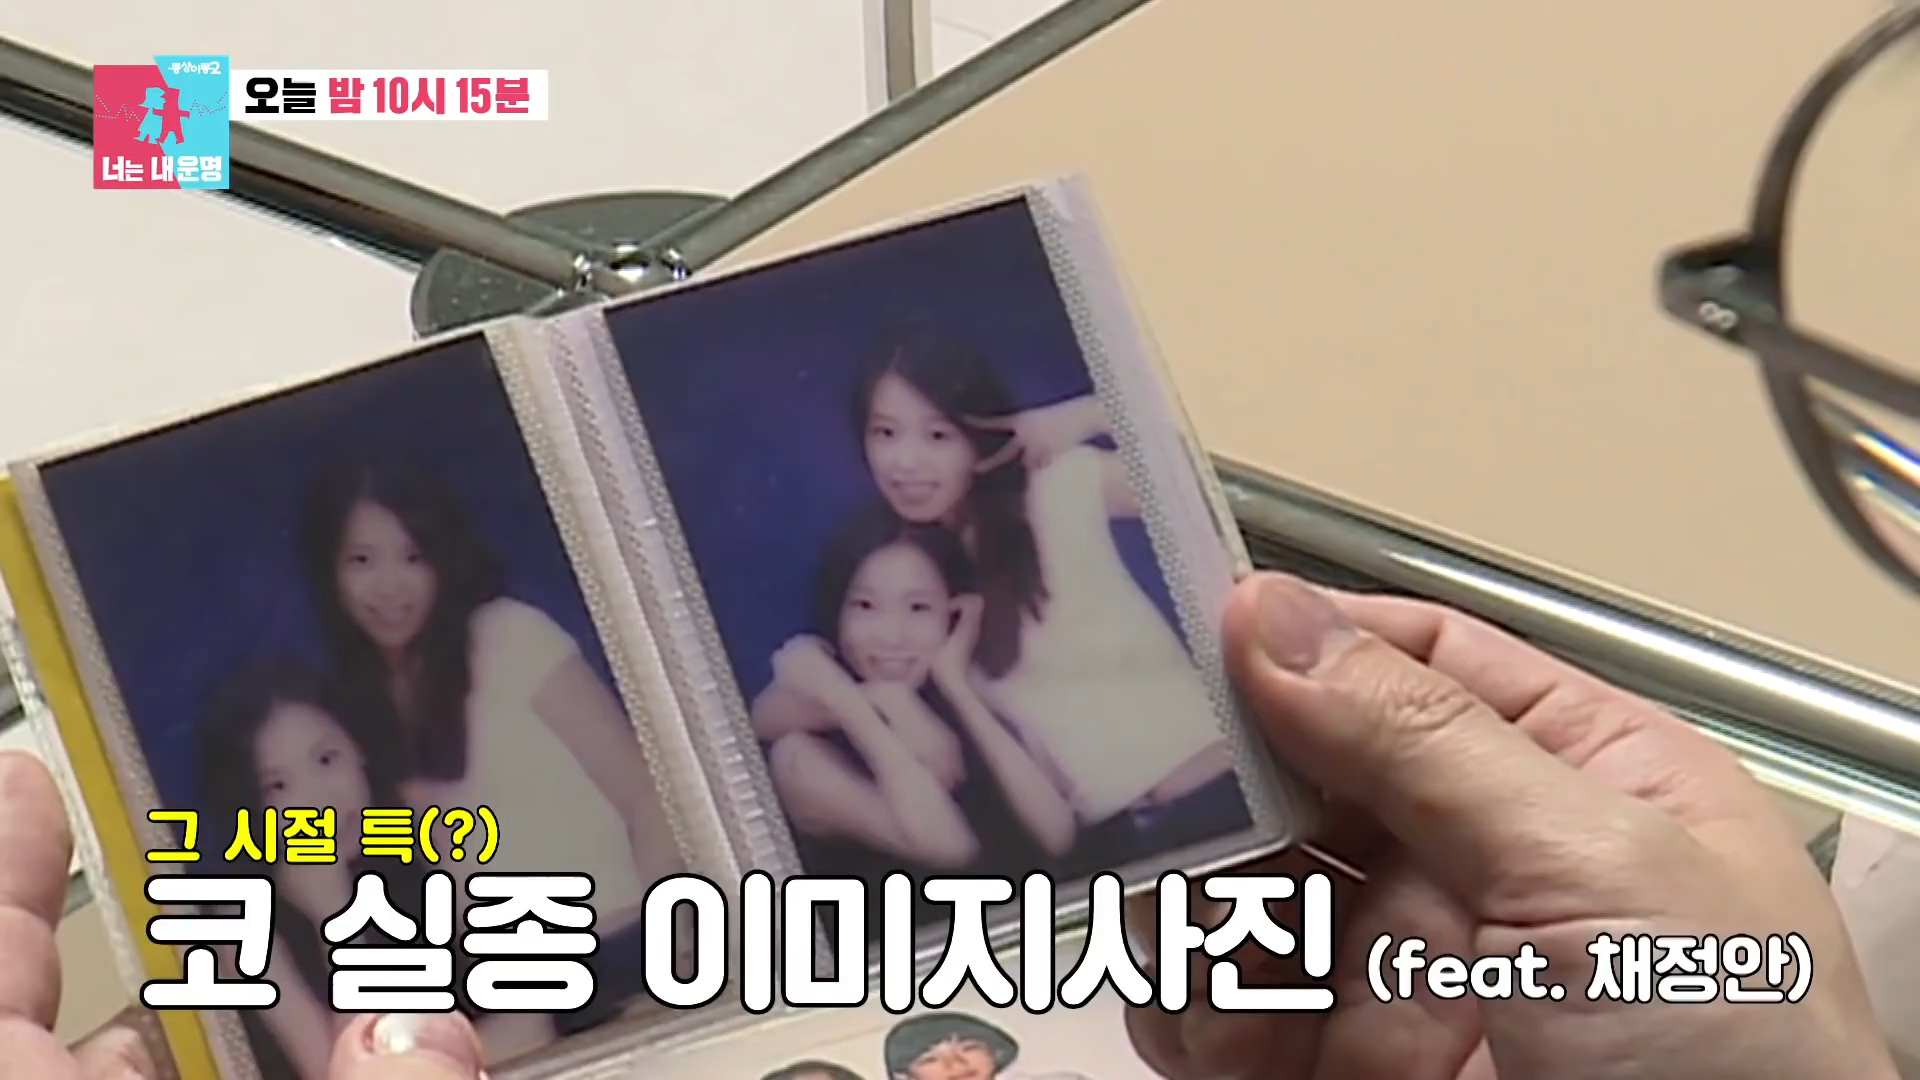 동상이몽2
너는 내 운명
오늘 밤 10시 15분
그 시절 특(?)
코 실종 이미지사진 (feat. 채정안)